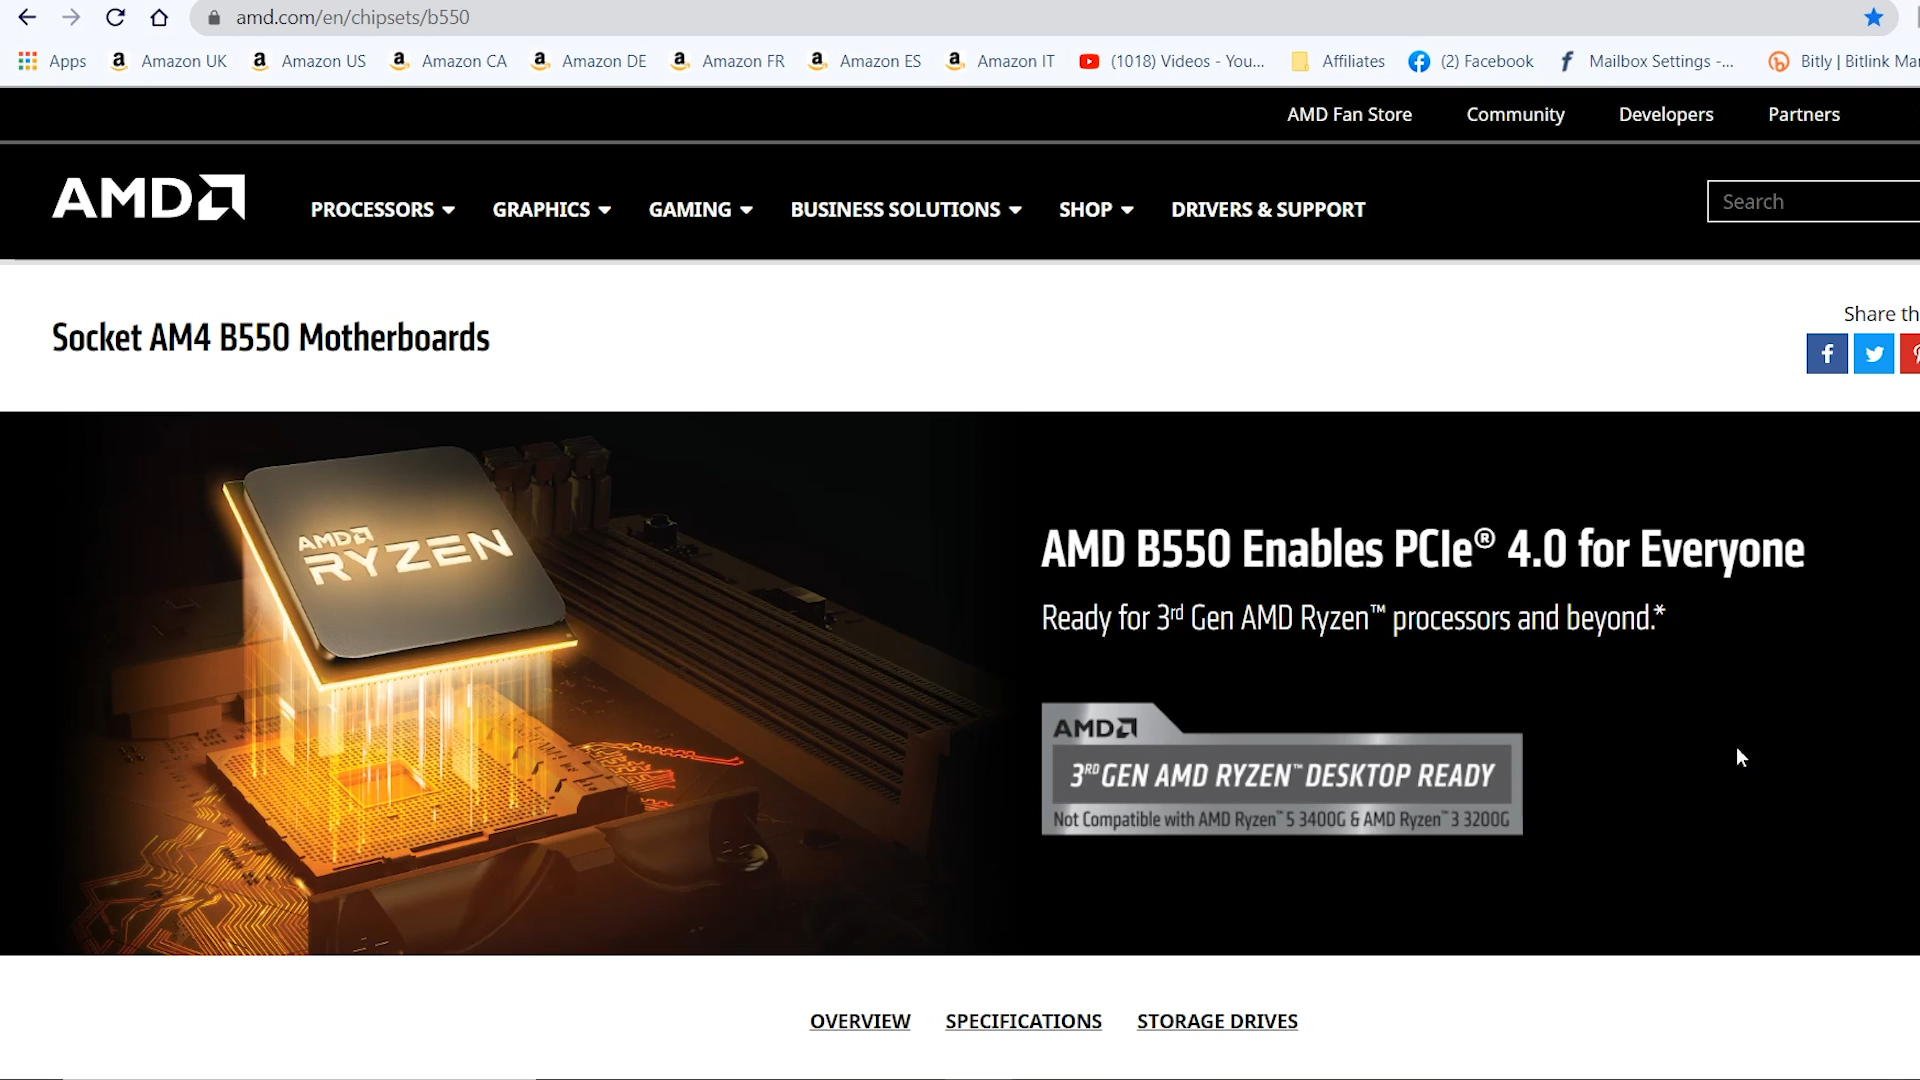 amd.com/en/chipsets/b550
Apps Amazon UK Amazon US Amazon CA Amazon DE Amazon FR Amazon ES Amazon IT (1018) Videos - You... Affiliates (2) Facebook Mailbox Settings -... Bitly | Bitlink Ma
AMD Fan Store Community Developers Partners
AMD PROCESSORS GRAPHICS GAMING BUSINESS SOLUTIONS SHOP DRIVERS & SUPPORT Search
Socket AM4 B550 Motherboards
Share th
AMD
RYZEN
AMD B550 Enables PCIe® 4.0 for Everyone
Ready for 3rd Gen AMD Ryzen™ processors and beyond.*
AMD
3RD GEN AMD RYZEN™ DESKTOP READY
Not Compatible with AMD Ryzen™ 5 3400G & AMD Ryzen™ 3 3200G
OVERVIEW SPECIFICATIONS STORAGE DRIVES